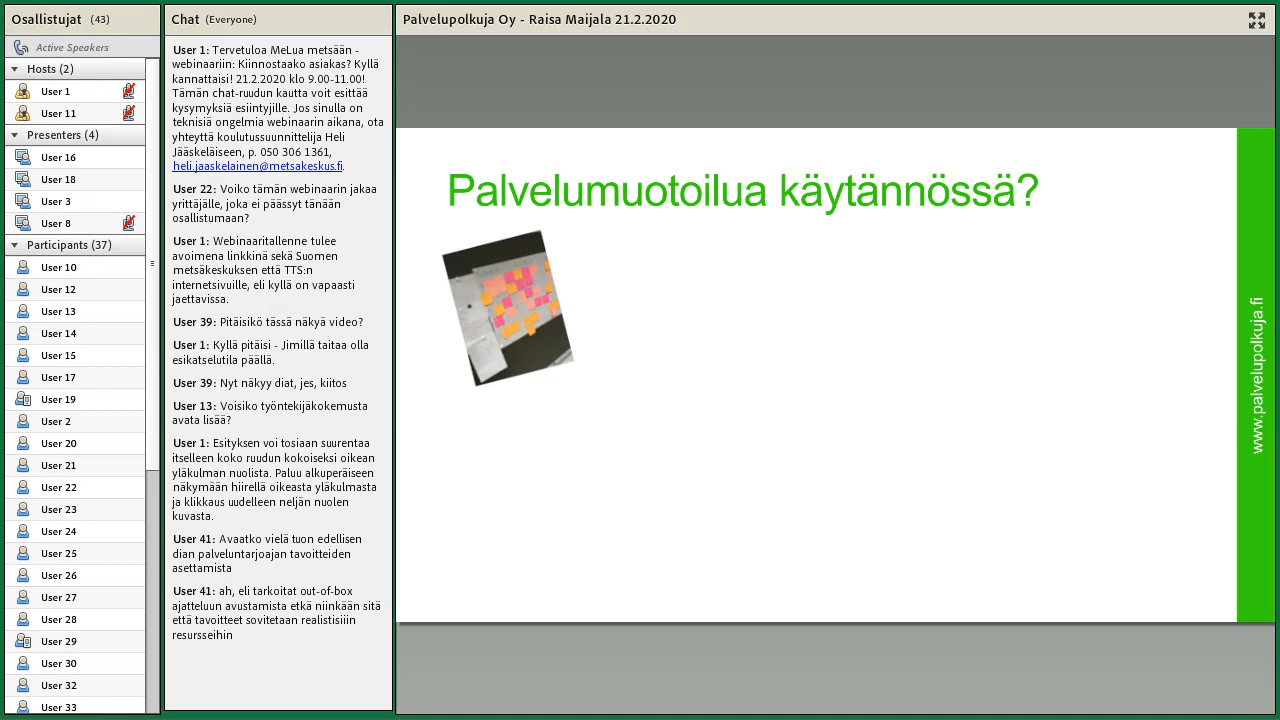 Osallistujat (43)
Active Speakers
Hosts (2)
User 1
User 11
Presenters (4)
User 16
User 18
User 3
User 8
Participants (37)
User 10
User 12
User 13
User 14
User 15
User 17
User 19
User 2
User 20
User 21
User 22
User 23
User 24
User 25
User 26
User 27
User 28
User 29
User 30
User 32
User 33
Chat (Everyone)
User 1: Tervetuloa MeLua metsään -
webinaariin: Kiinnostaako asiakas? Kyllä
kannattaisi! 21.2.2020 klo 9.00-11.00!
Tämän chat-ruudun kautta voit esittää
kysymyksiä esiintyjille. Jos sinulla on
teknisiä ongelmia webinaarin aikana, ota
yhteyttä koulutussuunnittelija Heli
Jääskeläiseen, p. 050 306 1361,
heli.jaaskelainen@metsakeskus.fi.
User 22: Voiko tämän webinaarin jakaa
yrittäjälle, joka ei päässyt tänään
osallistumaan?
User 1: Webinaaritallenne tulee
avoimena linkkinä sekä Suomen
metsäkeskuksen että TTS:n
internetsivuille, eli kyllä on vapaasti
jaettavissa.
User 39: Pitäisikö tässä näkyä video?
User 1: Kyllä pitäisi - Jimillä taitaa olla
esikatselutila päällä.
User 39: Nyt näkyy diat, jes, kiitos
User 13: Voisiko työntekijäkokemusta
avata lisää?
User 1: Esityksen voi tosiaan suurentaa
itselleen koko ruudun kokoiseksi oikean
yläkulman nuolista. Paluu alkuperäiseen
näkymään hiirellä oikeasta yläkulmasta
ja klikkaus uudelleen neljän nuolen
kuvasta.
User 41: Avaatko vielä tuon edellisen
dian palveluntarjoajan tavoitteiden
asettamista
User 41: ah, eli tarkoitat out-of-box
ajatteluun avustamista etkä niinkään sitä
että tavoitteet sovitetaan realistisiiin
resursseihin
Palvelupolkuja Oy - Raisa Maijala 21.2.2020
Palvelumuotoilua käytännössä?
www.palvelupolkuja.fi